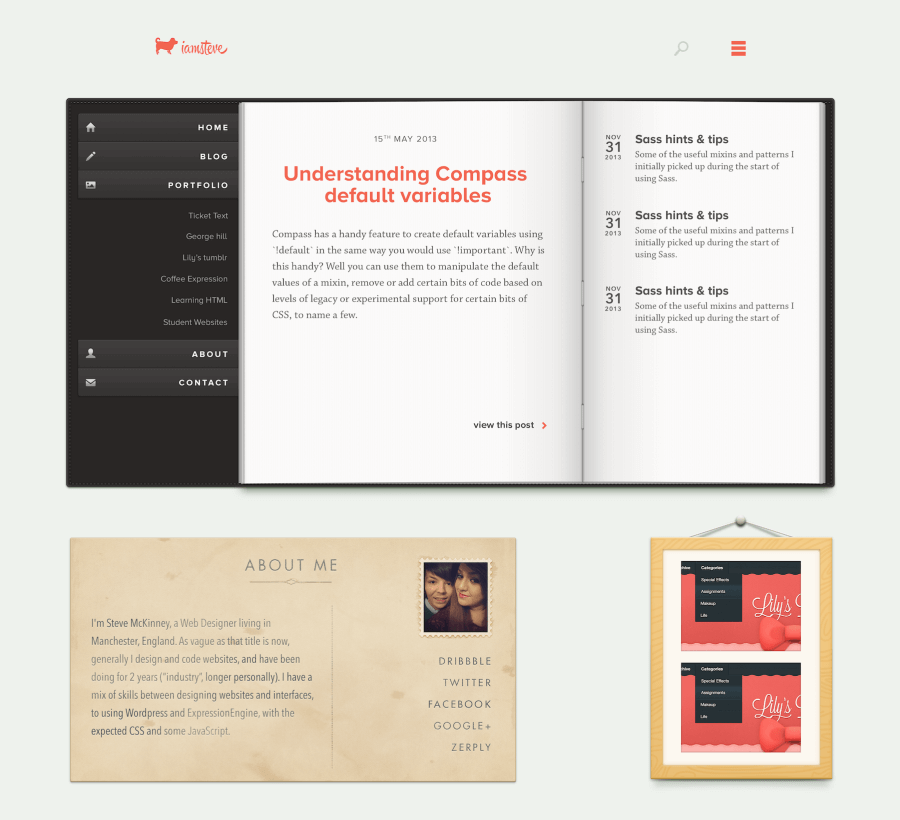 iamsteve
HOME
BLOG
PORTFOLIO
Ticket Text
George hill
Lily's tumblr
Coffee Expression
Learning HTML
Student Websites
ABOUT
CONTACT
15TH MAY 2013
Understanding Compass
default variables
Compass has a handy feature to create default variables using
`!default` in the same way you would use `!important`. Why is
this handy? Well you can use them to manipulate the default
values of a mixin, remove or add certain bits of code based on
levels of legacy or experimental support for certain bits of
CSS, to name a few.
view this post
NOV
31
2013
Sass hints & tips
Some of the useful mixins and patterns I
initially picked up during the start of
using Sass.
NOV
31
2013
Sass hints & tips
Some of the useful mixins and patterns I
initially picked up during the start of
using Sass.
NOV
31
2013
Sass hints & tips
Some of the useful mixins and patterns I
initially picked up during the start of
using Sass.
ABOUT ME
I'm Steve McKinney, a Web Designer living in
Manchester, England. As vague as that title is now,
generally I design and code websites, and have been
doing for 2 years ("industry", longer personally). I have a
mix of skills between designing websites and interfaces,
to using Wordpress and ExpressionEngine, with the
expected CSS and some JavaScript.
DRIBBBLE
TWITTER
FACEBOOK
GOOGLE+
ZERPLY
Categories
Special Effects
Assignments
Makeup
Life
Lily's
Categories
Special Effects
Assignments
Makeup
Life
Lily's